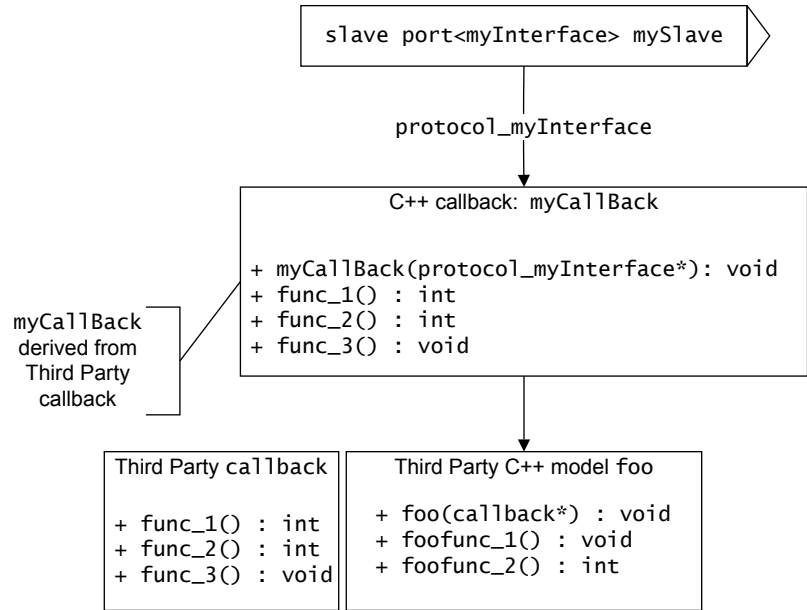 slave port<myInterface> mySlave
protocol_myInterface
C++ callback: myCallBack
+ myCallBack(protocol_myInterface*): void
+ func_1() : int
+ func_2() : int
+ func_3() : void
myCallBack
derived from
Third Party
callback
Third Party callback
+ func_1() : int
+ func_2() : int
+ func_3() : void
Third Party C++ model foo
+ foo(callback*) : void
+ foofunc_1() : void
+ foofunc_2() : int